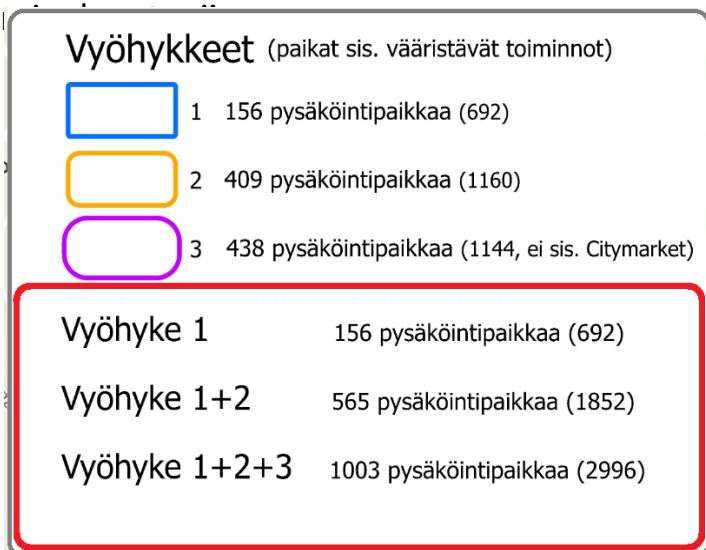 Vyöhykkeet (paikat sis. vääristävät toiminnot)
1 156 pysäköintipaikkaa (692)
2 409 pysäköintipaikkaa (1160)
3 438 pysäköintipaikkaa (1144, ei sis. Citymarket)
Vyöhyke 1 156 pysäköintipaikkaa (692)
Vyöhyke 1+2 565 pysäköintipaikkaa (1852)
Vyöhyke 1+2+3 1003 pysäköintipaikkaa (2996)